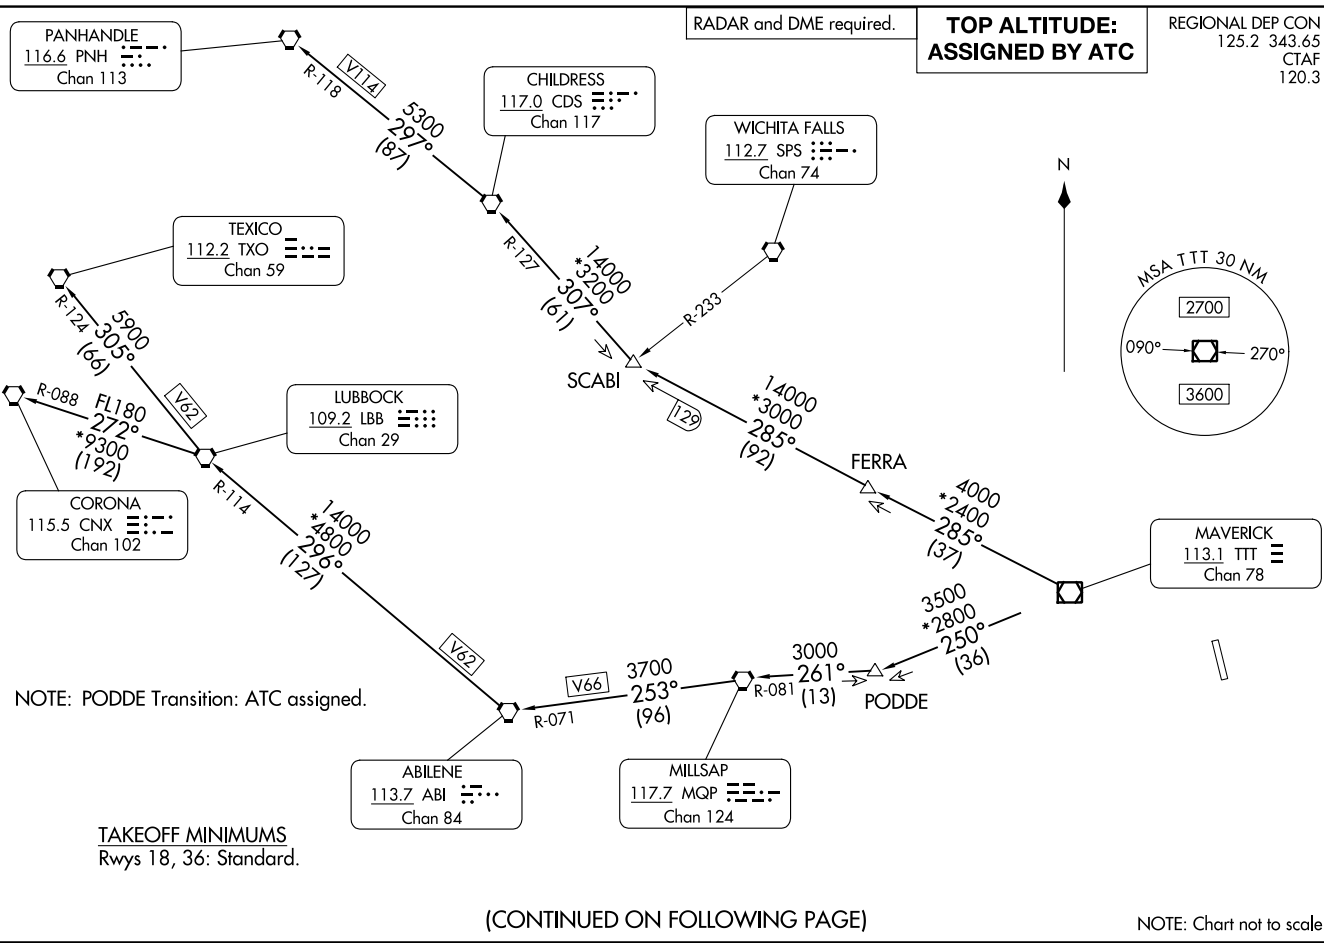 RADAR and DME required.
TOP ALTITUDE:
ASSIGNED BY ATC
REGIONAL DEP CON
125.2 343.65
CTAF
120.3
PANHANDLE
116.6 PNH
Chan 113
R-118
V114
5300
297°
(87)
CHILDRESS
117.0 CDS
Chan 117
WICHITA FALLS
112.7 SPS
Chan 74
N
MSA TTT 30 NM
2700
090°
270°
3600
TEXICO
112.2 TXO
Chan 59
R-127
14000
*3200
307°
(61)
R-233
SCABI
R-124
5900
305°
(66)
V62
R-088
FL180
272°
*9300
(192)
LUBBOCK
109.2 LBB
Chan 29
129
14000
*3000
285°
(92)
FERRA
4000
*2400
285°
(37)
CORONA
115.5 CNX
Chan 102
R-114
14000
*4800
296°
(127)
V62
MAVERICK
113.1 TTT
Chan 78
3500
*2800
250°
(36)
PODDE
3000
261°
(13)
R-081
V66
3700
253°
(96)
R-071
NOTE: PODDE Transition: ATC assigned.
ABILENE
113.7 ABI
Chan 84
MILLSAP
117.7 MQP
Chan 124
TAKEOFF MINIMUMS
Rwys 18, 36: Standard.
(CONTINUED ON FOLLOWING PAGE)
NOTE: Chart not to scale